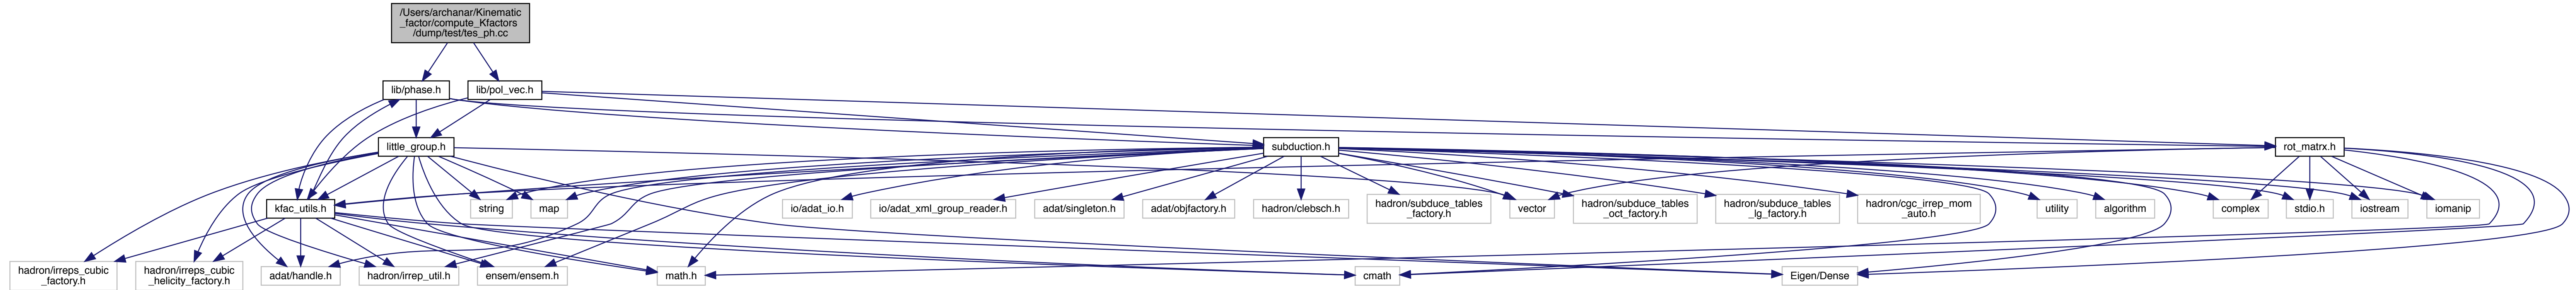 /Users/archanar/Kinematic
_factor/compute_Kfactors
/dump/test/tes_ph.cc
lib/phase.h
lib/pol_vec.h
little_group.h
subduction.h
rot_matrx.h
kfac_utils.h
string
map
io/adat_io.h
io/adat_xml_group_reader.h
adat/singleton.h
adat/objfactory.h
hadron/clebsch.h
hadron/subduce_tables
_factory.h
vector
hadron/subduce_tables
_oct_factory.h
hadron/subduce_tables
_lg_factory.h
hadron/cgc_irrep_mom
_auto.h
utility
algorithm
complex
stdio.h
iostream
iomanip
hadron/irreps_cubic
_factory.h
hadron/irreps_cubic
_helicity_factory.h
adat/handle.h
hadron/irrep_util.h
ensem/ensem.h
math.h
cmath
Eigen/Dense